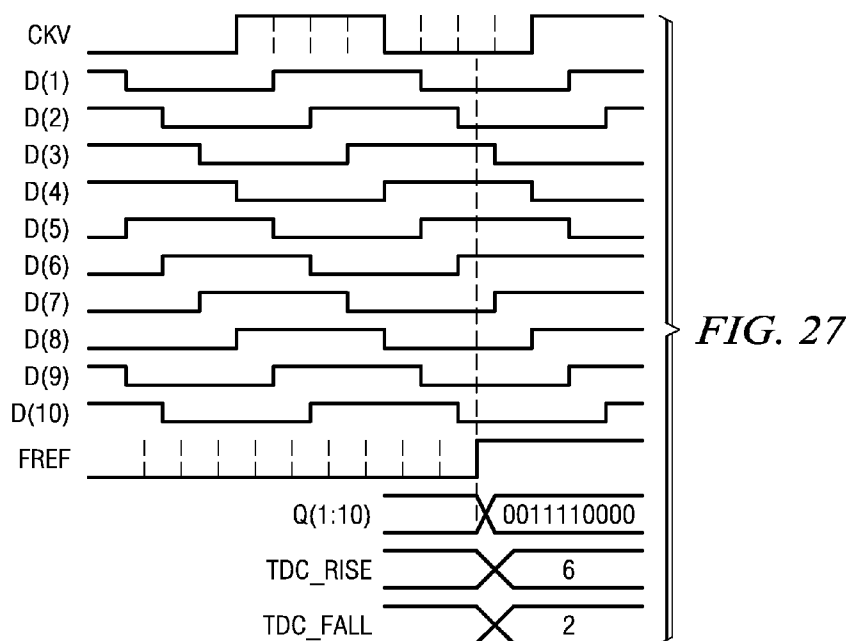 CKV
D(1)
D(2)
D(3)
D(4)
D(5)
D(6)
D(7)
D(8)
D(9)
D(10)
FREF
FIG. 27
Q(1:10) 0011110000
TDC_RISE 6
TDC_FALL 2